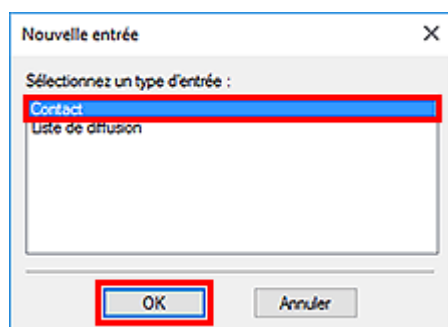 Nouvelle entrée
Sélectionnez un type d'entrée :
Contact
Liste de diffusion
OK
Annuler